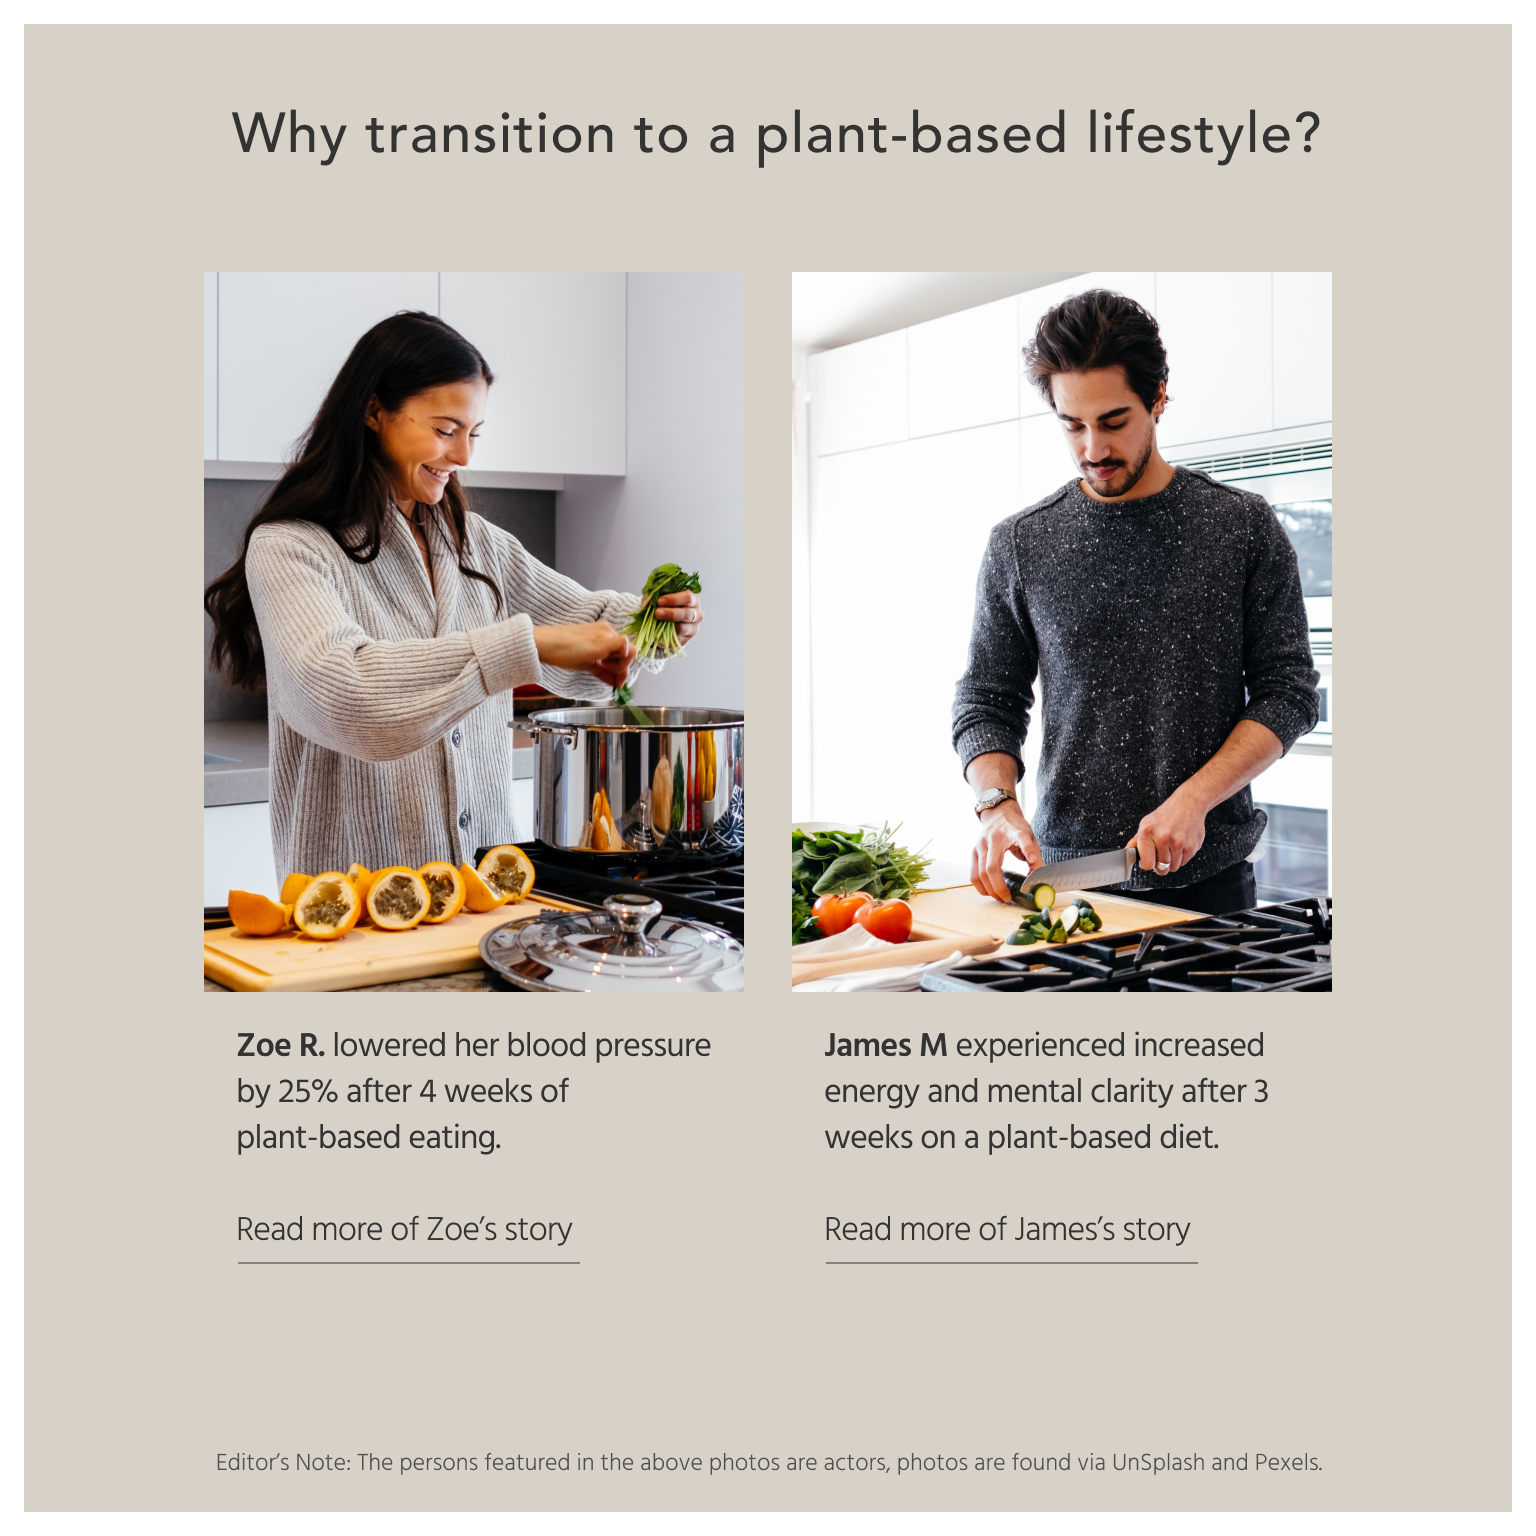 Why transition to a plant-based lifestyle?
Zoe R. lowered her blood pressure
by 25% after 4 weeks of
plant-based eating.
Read more of Zoe’s story
James M experienced increased
energy and mental clarity after 3
weeks on a plant-based diet.
Read more of James’s story
Editor’s Note: The persons featured in the above photos are actors, photos are found via UnSplash and Pexels.